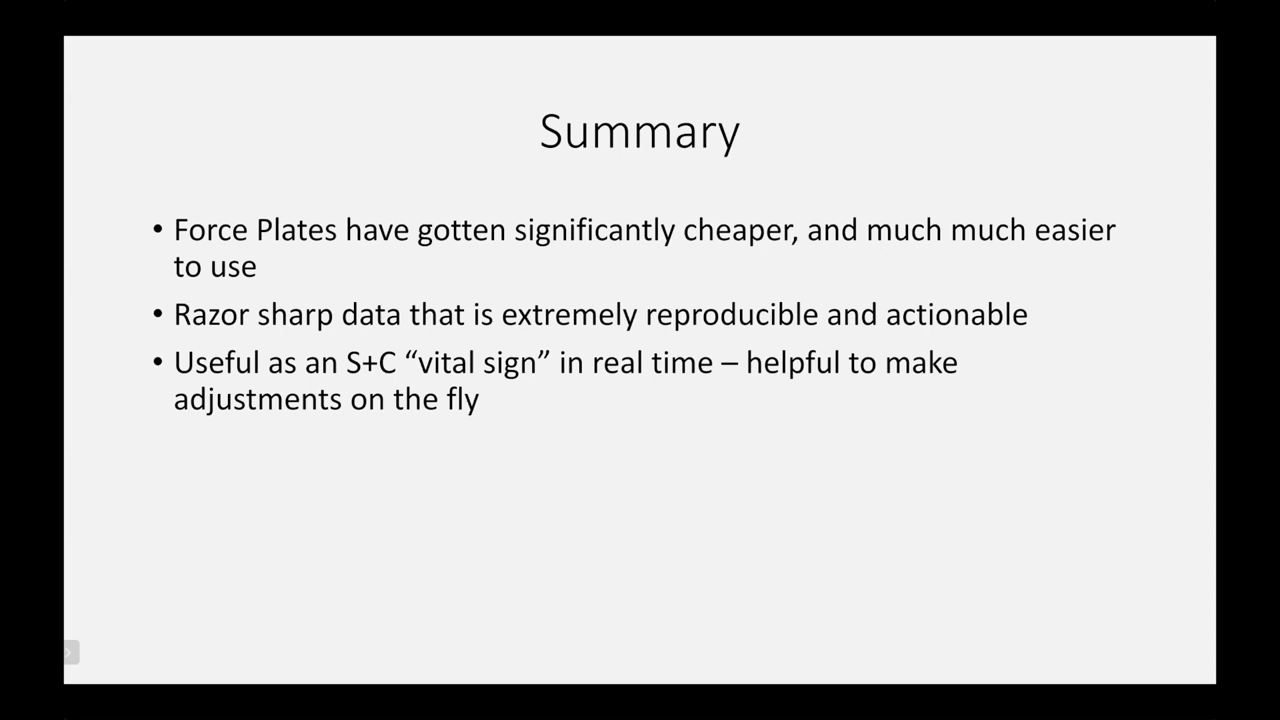 Summary
• Force Plates have gotten significantly cheaper, and much much easier
to use
• Razor sharp data that is extremely reproducible and actionable
• Useful as an S+C “vital sign” in real time – helpful to make
adjustments on the fly